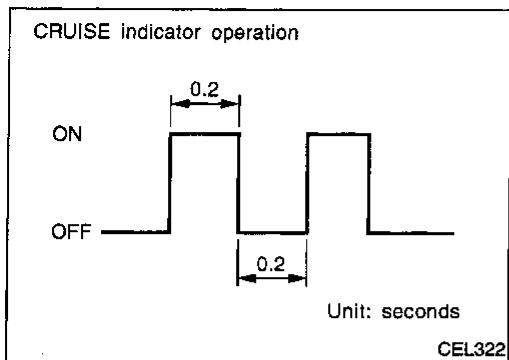 CRUISE indicator operation
0.2
ON
OFF
0.2
Unit: seconds
CEL322